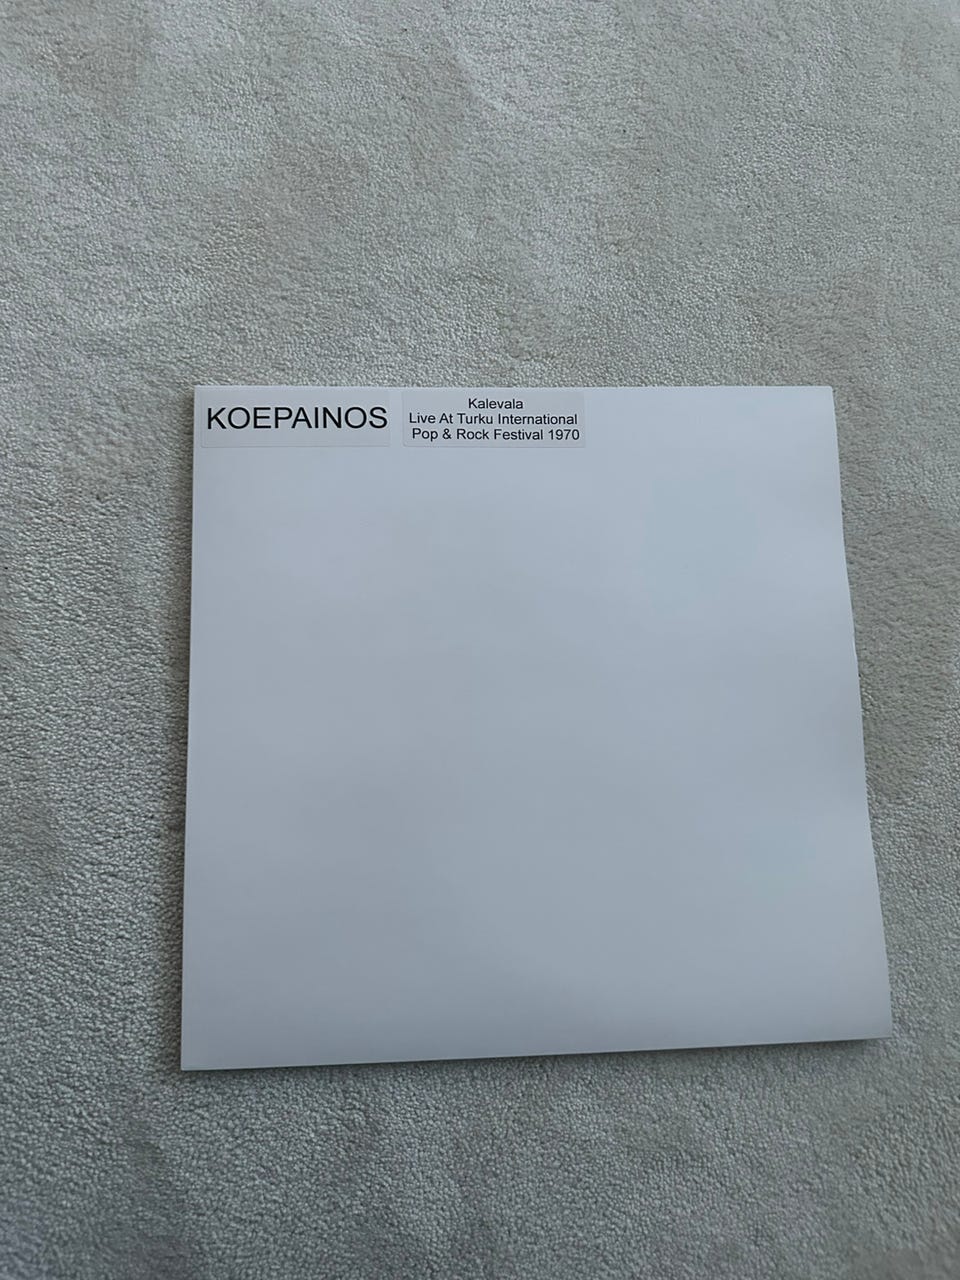 KOEPAINOS
Kalevala
Live At Turku International
Pop & Rock Festival 1970